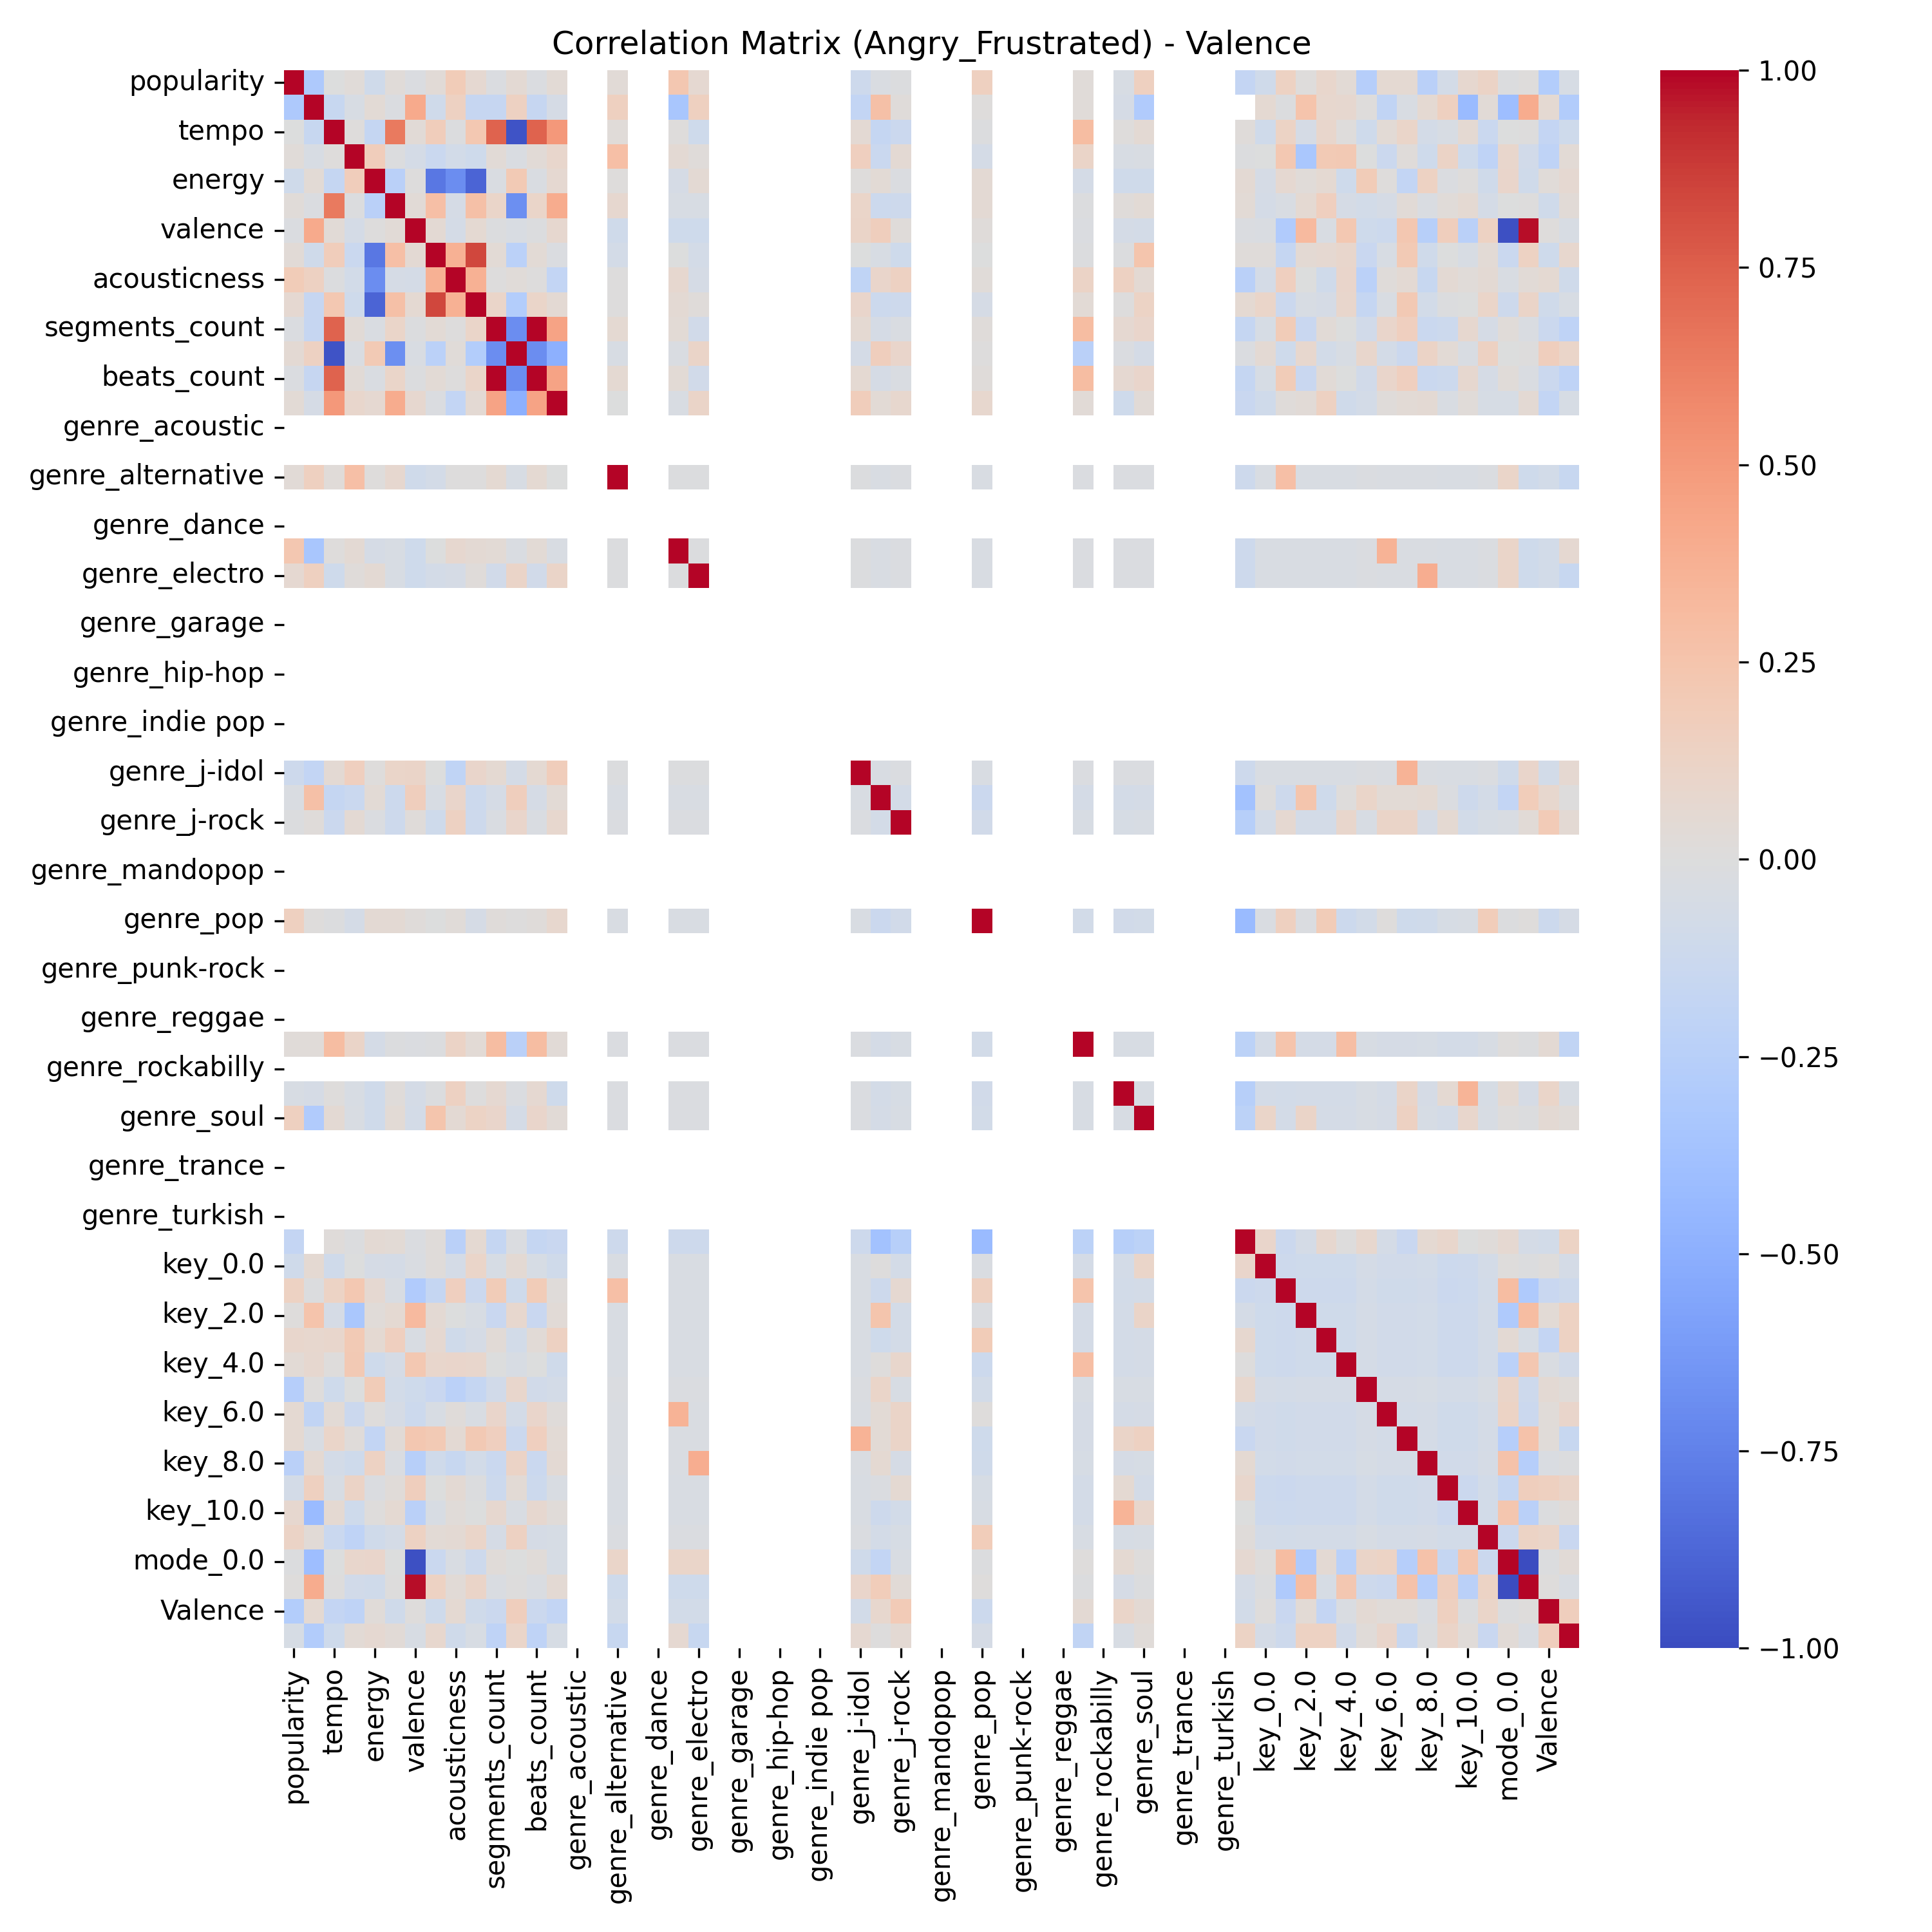 Correlation Matrix (Angry_Frustrated) - Valence
popularity
tempo
energy
valence
acousticness
segments_count
beats_count
genre_acoustic
genre_alternative
genre_dance
genre_electro
genre_garage
genre_hip-hop
genre_indie pop
genre_j-idol
genre_j-rock
genre_mandopop
genre_pop
genre_punk-rock
genre_reggae
genre_rockabilly
genre_soul
genre_trance
genre_turkish
key_0.0
key_2.0
key_4.0
key_6.0
key_8.0
key_10.0
mode_0.0
Valence
popularity
tempo
energy
valence
acousticness
segments_count
beats_count
genre_acoustic
genre_alternative
genre_dance
genre_electro
genre_garage
genre_hip-hop
genre_indie pop
genre_j-idol
genre_j-rock
genre_mandopop
genre_pop
genre_punk-rock
genre_reggae
genre_rockabilly
genre_soul
genre_trance
genre_turkish
key_0.0
key_2.0
key_4.0
key_6.0
key_8.0
key_10.0
mode_0.0
Valence
1.00
0.75
0.50
0.25
0.00
−0.25
−0.50
−0.75
−1.00